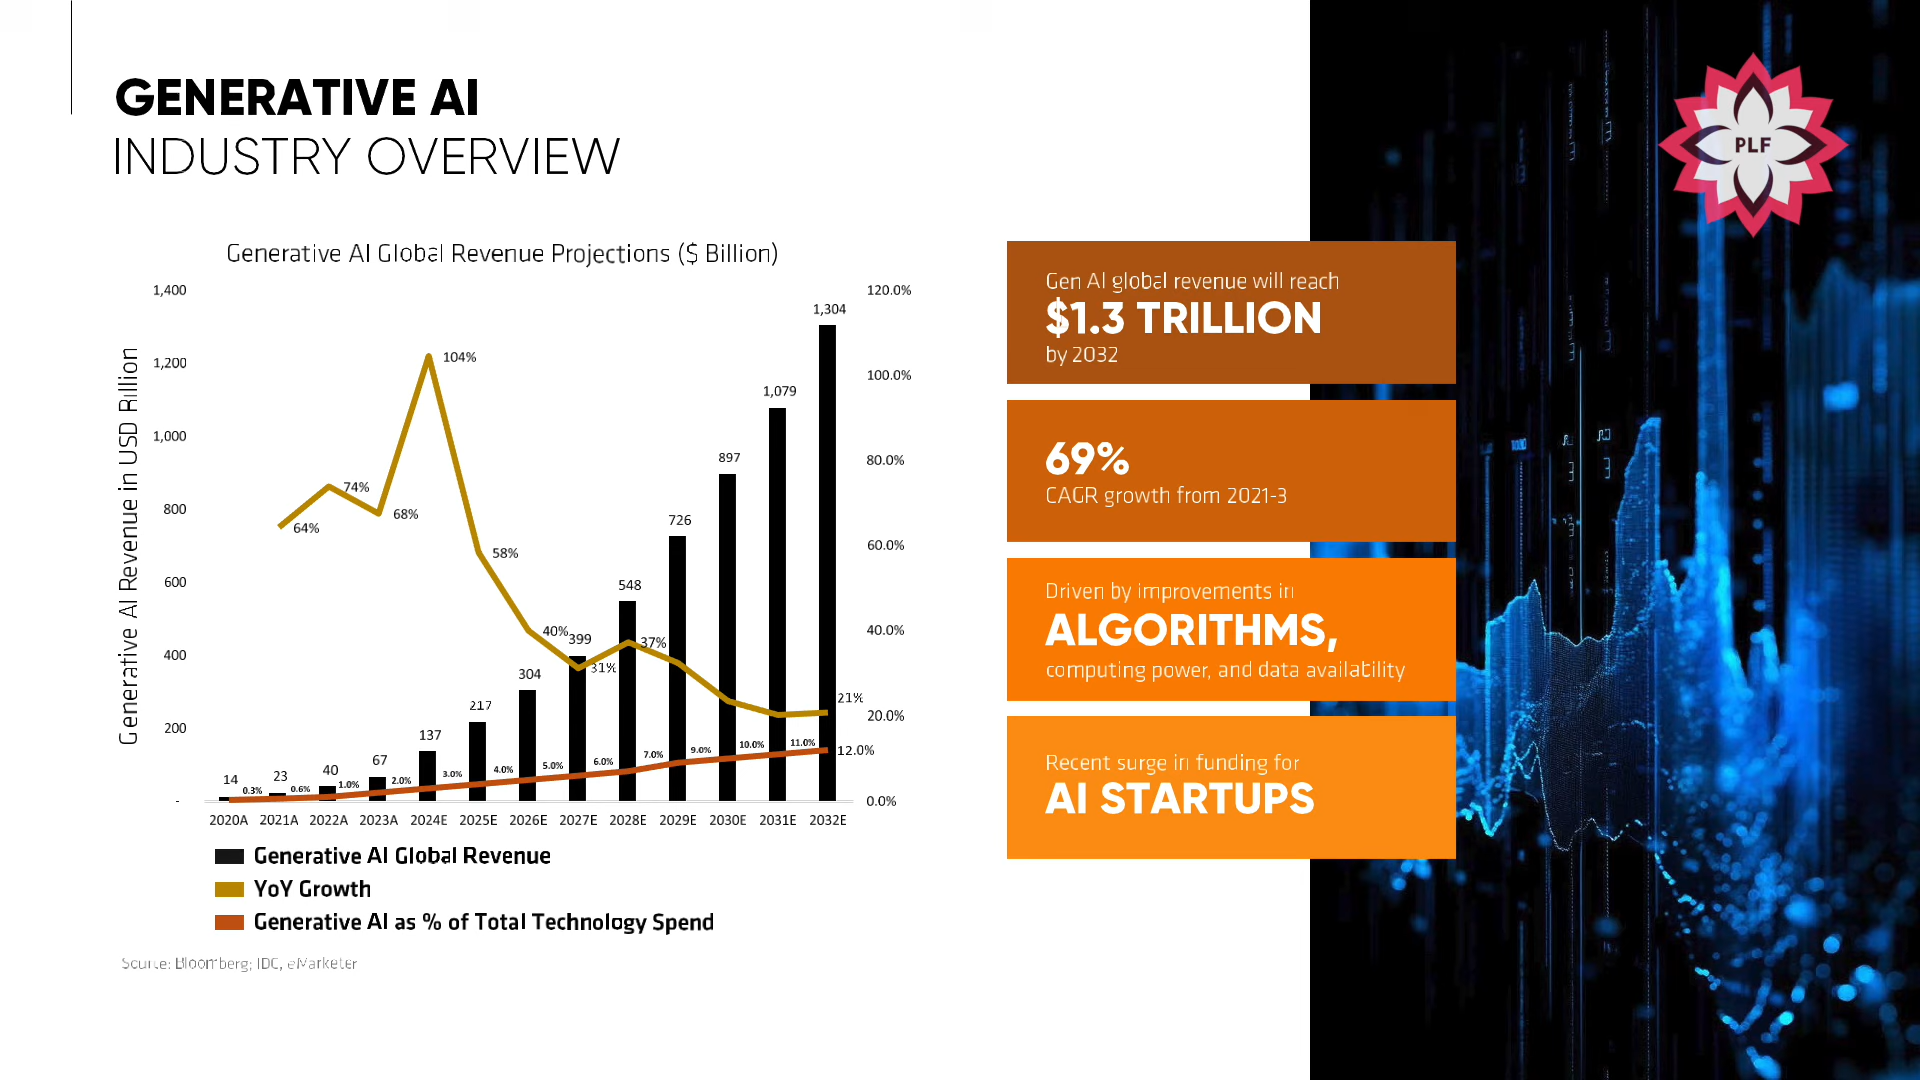 GENERATIVE AI
INDUSTRY OVERVIEW
PLF
Generative AI Global Revenue Projections ($ Billion)
Generative AI Revenue in USD Billion
1,400
1,200
1,000
800
600
400
200
-
120.0%
100.0%
80.0%
60.0%
40.0%
20.0%
0.0%
14
23
40
67
137
217
304
399
548
726
897
1,079
1,304
64%
74%
68%
104%
58%
40%
31%
37%
21%
0.3%
0.6%
1.0%
2.0%
3.0%
4.0%
5.0%
6.0%
7.0%
9.0%
10.0%
11.0%
12.0%
2020A 2021A 2022A 2023A 2024E 2025E 2026E 2027E 2028E 2029E 2030E 2031E 2032E
Generative AI Global Revenue
YoY Growth
Generative AI as % of Total Technology Spend
Source: Bloomberg; IDC, eMarketer
Gen AI global revenue will reach
$1.3 TRILLION
by 2032
69%
CAGR growth from 2021-3
Driven by improvements in
ALGORITHMS,
computing power, and data availability
Recent surge in funding for
AI STARTUPS